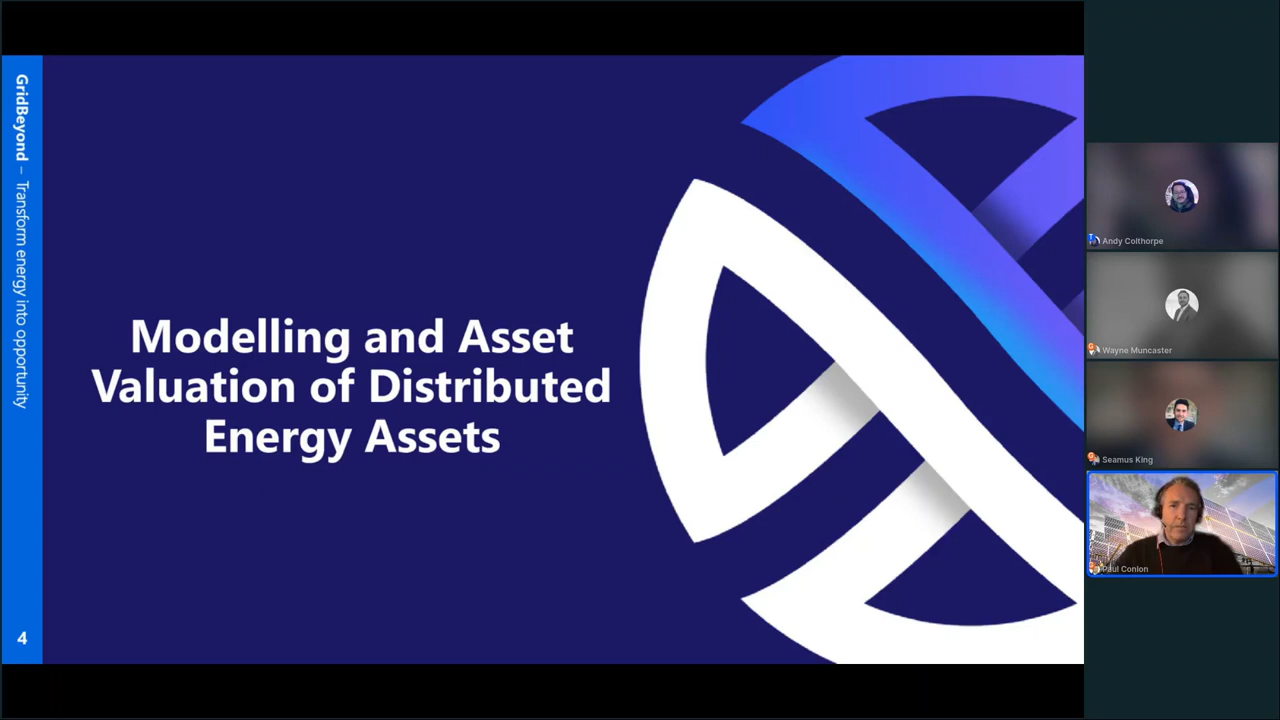 GridBeyond – Transform energy into opportunity
4
Modelling and Asset
Valuation of Distributed
Energy Assets
Andy Colthorpe
Wayne Muncaster
Seamus King
Paul Conlon